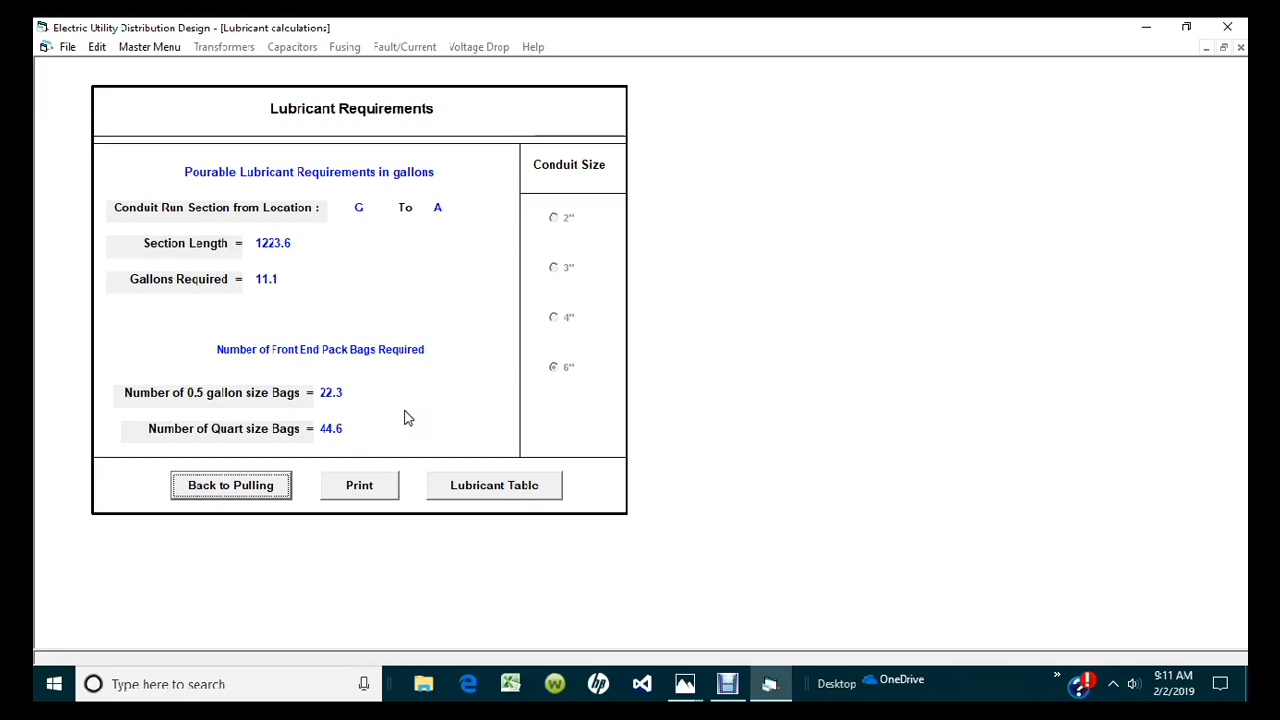 Electric Utility Distribution Design - [Lubricant calculations]
File Edit Master Menu Transformers Capacitors Fusing Fault/Current Voltage Drop Help
Lubricant Requirements
Pourable Lubricant Requirements in gallons
Conduit Run Section from Location : G To A
Section Length = 1223.6
Gallons Required = 11.1
Number of Front End Pack Bags Required
Number of 0.5 gallon size Bags = 22.3
Number of Quart size Bags = 44.6
Conduit Size
2"
3"
4"
6"
Back to Pulling Print Lubricant Table
Type here to search
Desktop OneDrive
9:11 AM
2/2/2019